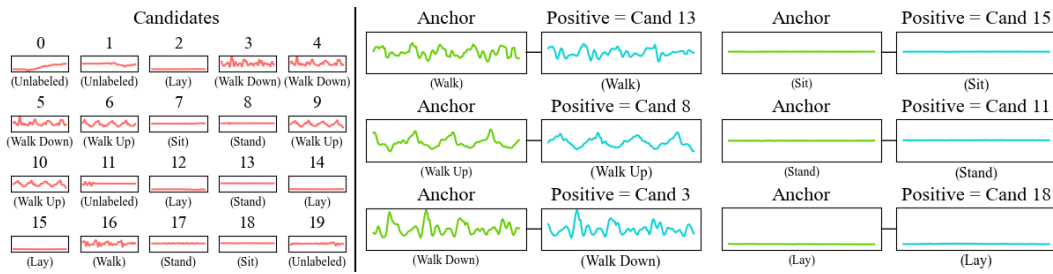 Candidates
0 1 2 3 4
(Unlabeled) (Unlabeled) (Lay) (Walk Down) (Walk Down)
5 6 7 8 9
(Walk Down) (Walk Up) (Sit) (Stand) (Walk Up)
10 11 12 13 14
(Walk Up) (Unlabeled) (Lay) (Stand) (Lay)
15 16 17 18 19
(Lay) (Walk) (Stand) (Sit) (Unlabeled)
Anchor Positive = Cand 13
(Walk) (Walk)
Anchor Positive = Cand 8
(Walk Up) (Walk Up)
Anchor Positive = Cand 3
(Walk Down) (Walk Down)
Anchor Positive = Cand 15
(Sit) (Sit)
Anchor Positive = Cand 11
(Stand) (Stand)
Anchor Positive = Cand 18
(Lay) (Lay)